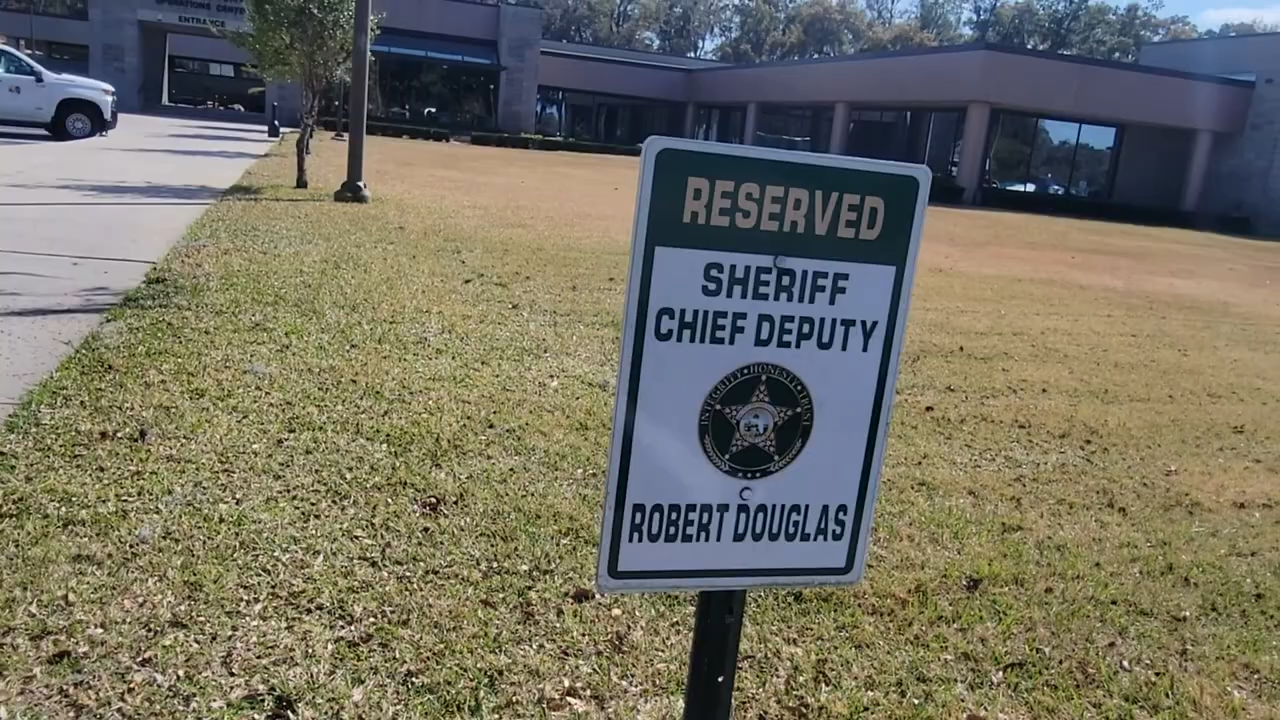 OPERATIONS CENTER
ENTRANCE
RESERVED
SHERIFF
CHIEF DEPUTY
INTEGRITY • HONESTY • TRUST
ROBERT DOUGLAS